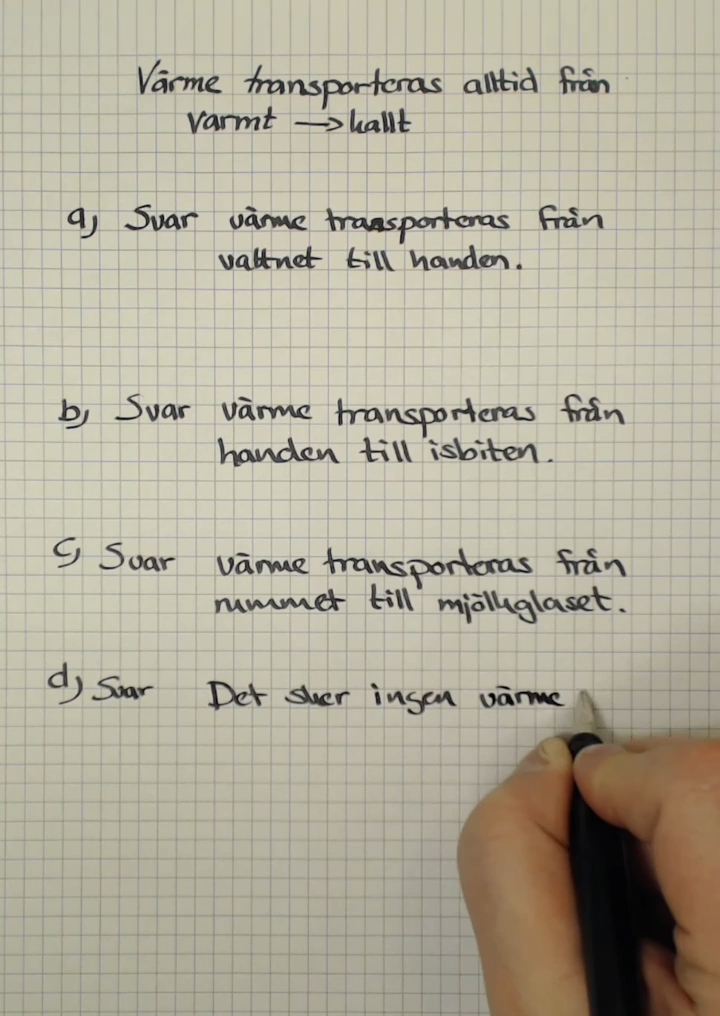 Värme transporteras alltid från
varmt → kallt
a) Svar värme transporteras från
vattnet till handen.
b) Svar värme transporteras från
handen till isbiten.
c) Svar värme transporteras från
rummet till mjölkglaset.
d) Svar Det sker ingen värme